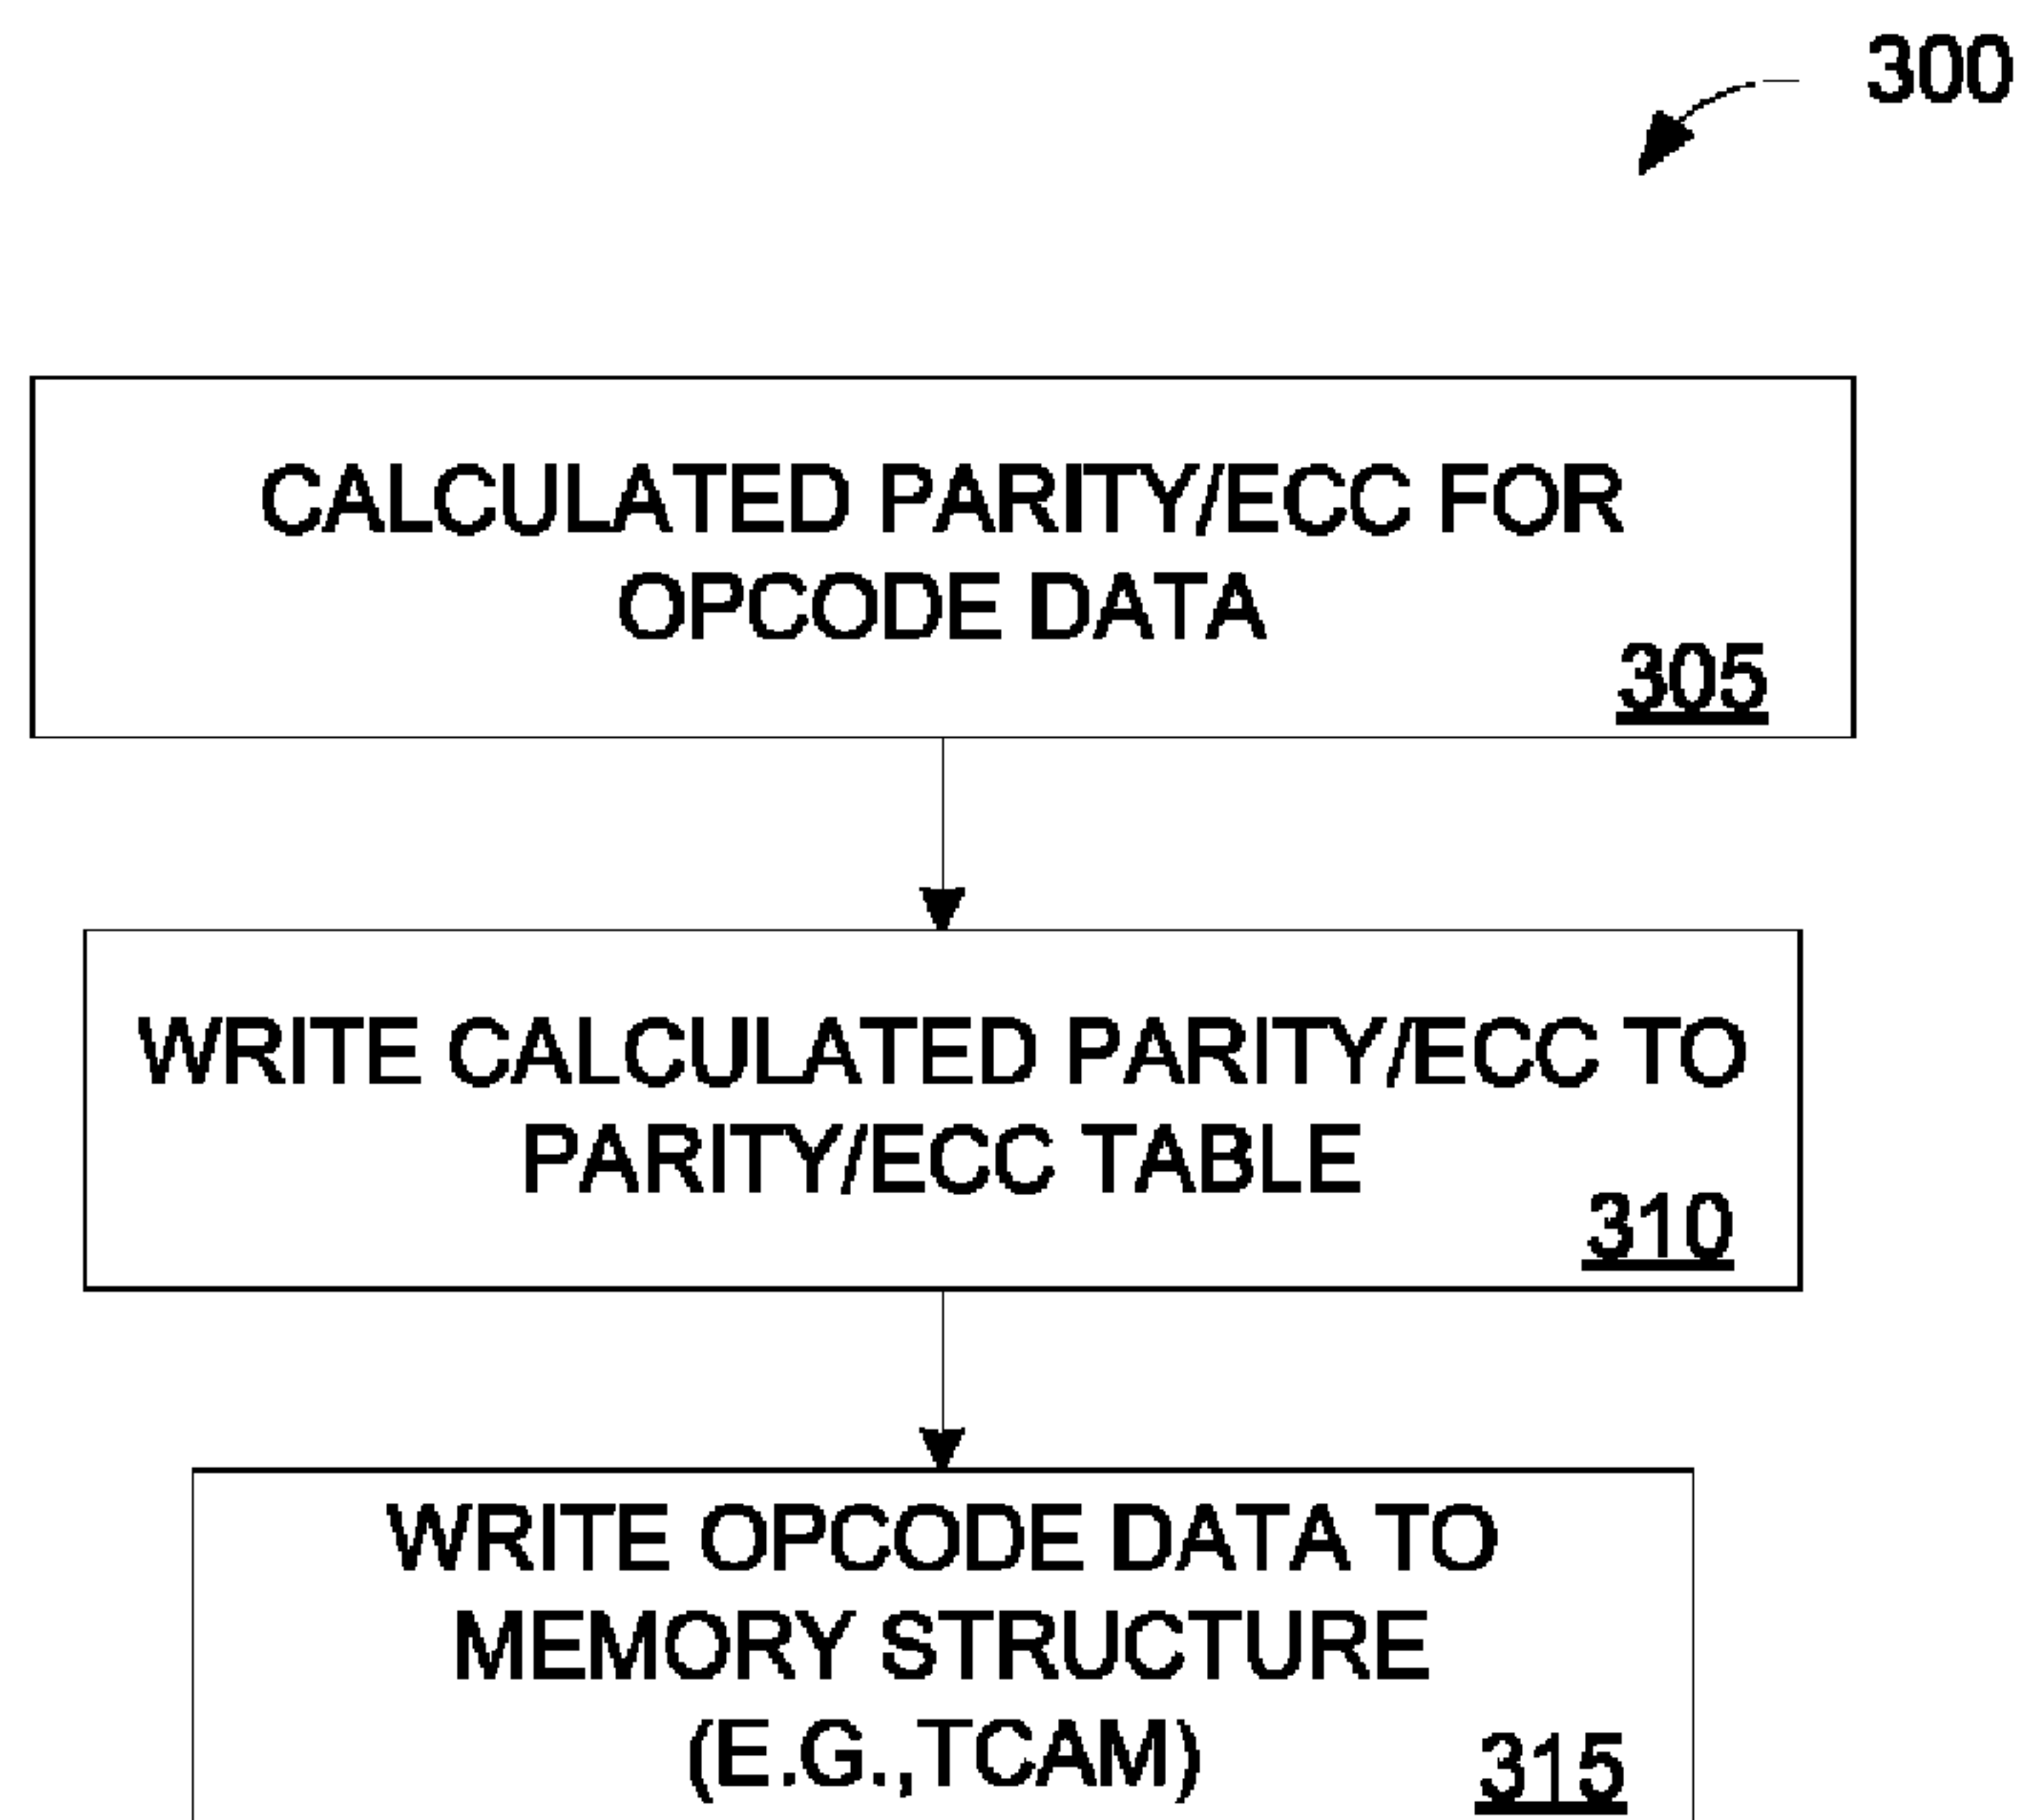 300
CALCULATED PARITY/ECC FOR
OPCODE DATA
305
WRITE CALCULATED PARITY/ECC TO
PARITY/ECC TABLE
310
WRITE OPCODE DATA TO
MEMORY STRUCTURE
(E.G.,TCAM)
315